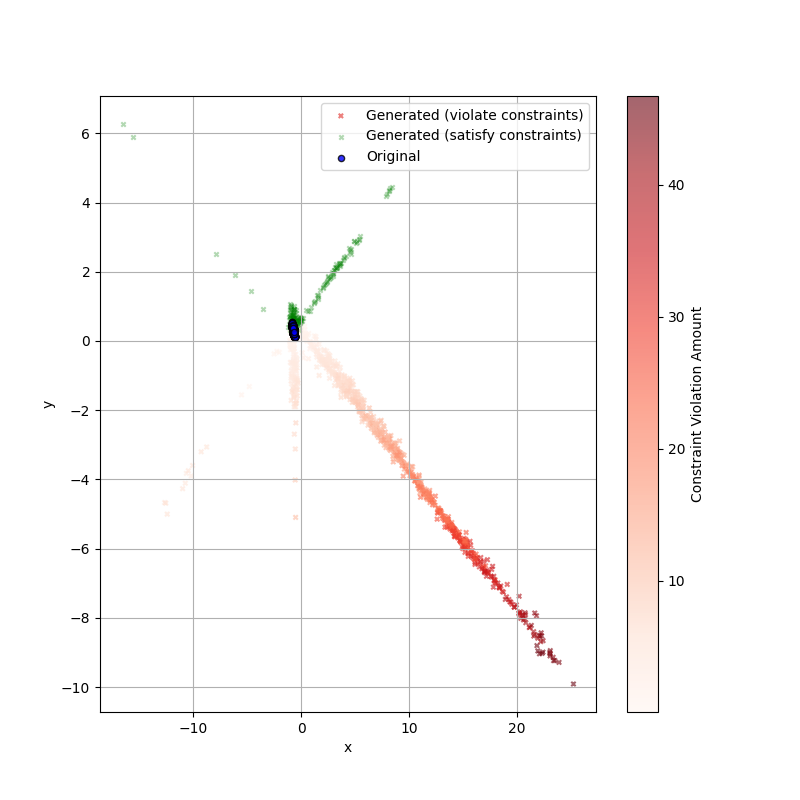 Generated (violate constraints)
Generated (satisfy constraints)
Original
6
4
2
0
−2
−4
−6
−8
−10
y
−10
0
10
20
x
40
30
20
10
Constraint Violation Amount